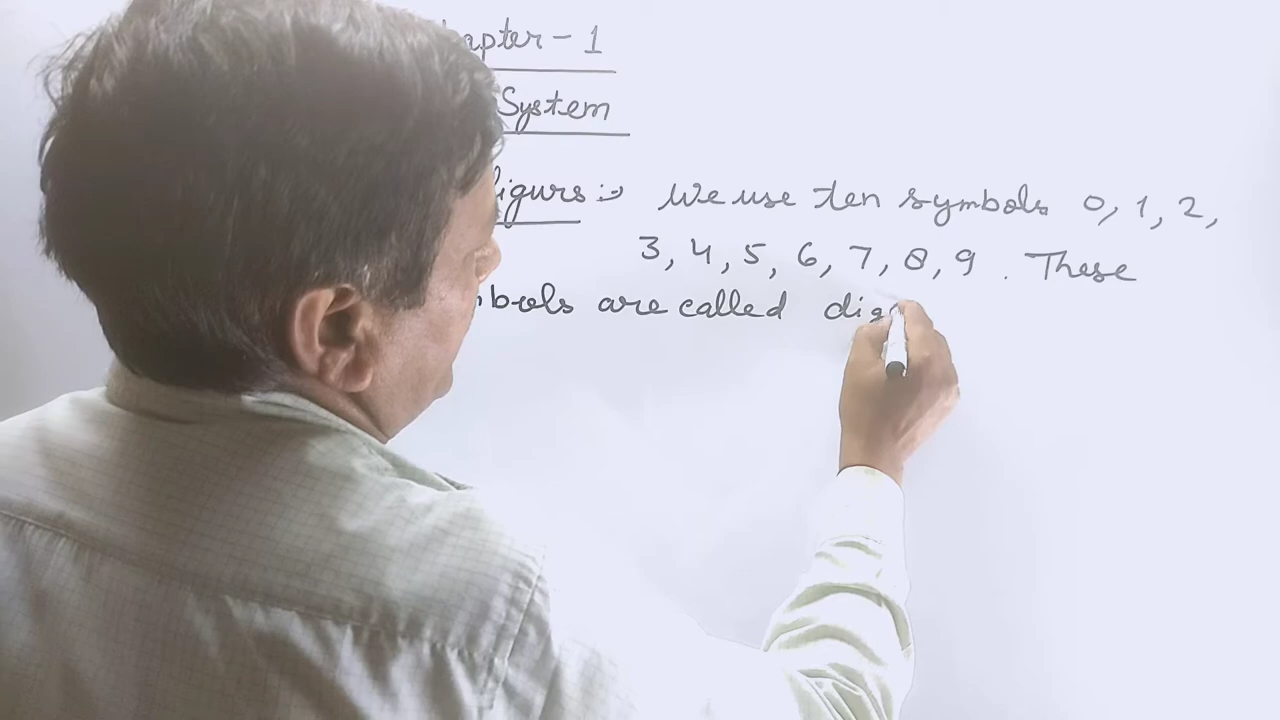 apter - 1
System
figurs :- We use ten symbols 0, 1, 2,
3, 4, 5, 6, 7, 8, 9 . These
bols are called dig